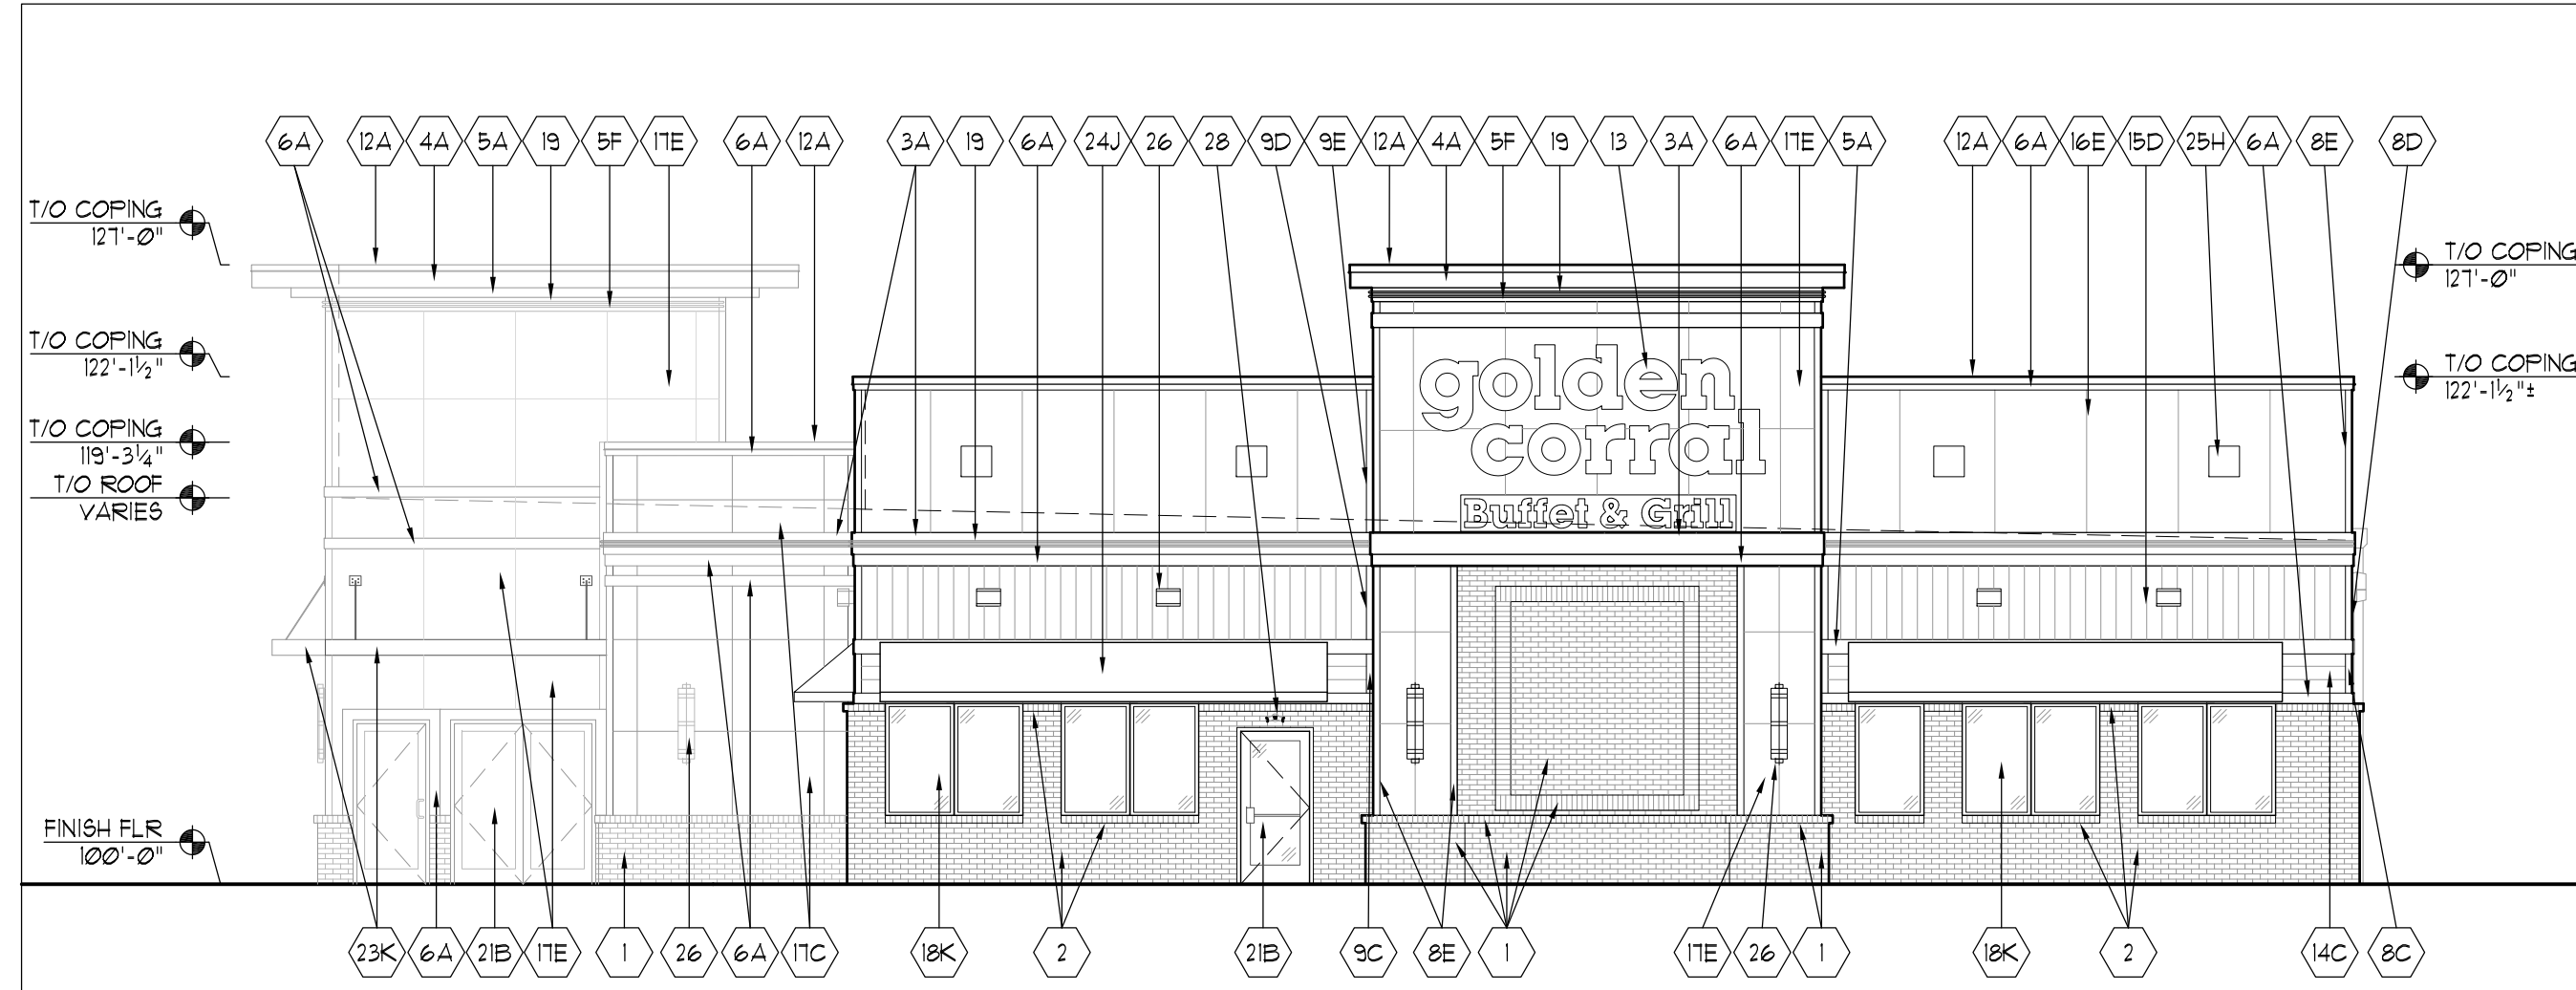 6A 12A 4A 5A 19 5F 17E 6A 12A 3A 19 6A 24J 26 28 9D 9E 12A 4A 5F 19 13 3A 6A 17E 5A 12A 6A 16E 15D 25H 6A 8E 8D
T/O COPING
127'-0"
T/O COPING
122'-1½"
T/O COPING
119'-3¼"
T/O ROOF
VARIES
FINISH FLR
100'-0"
golden
corral
Buffet & Grill
T/O COPING
127'-0"
T/O COPING
122'-1½"±
23K 6A 21B 17E 1 26 6A 17C 18K 2 21B 9C 8E 1 17E 26 1 18K 2 14C 8C